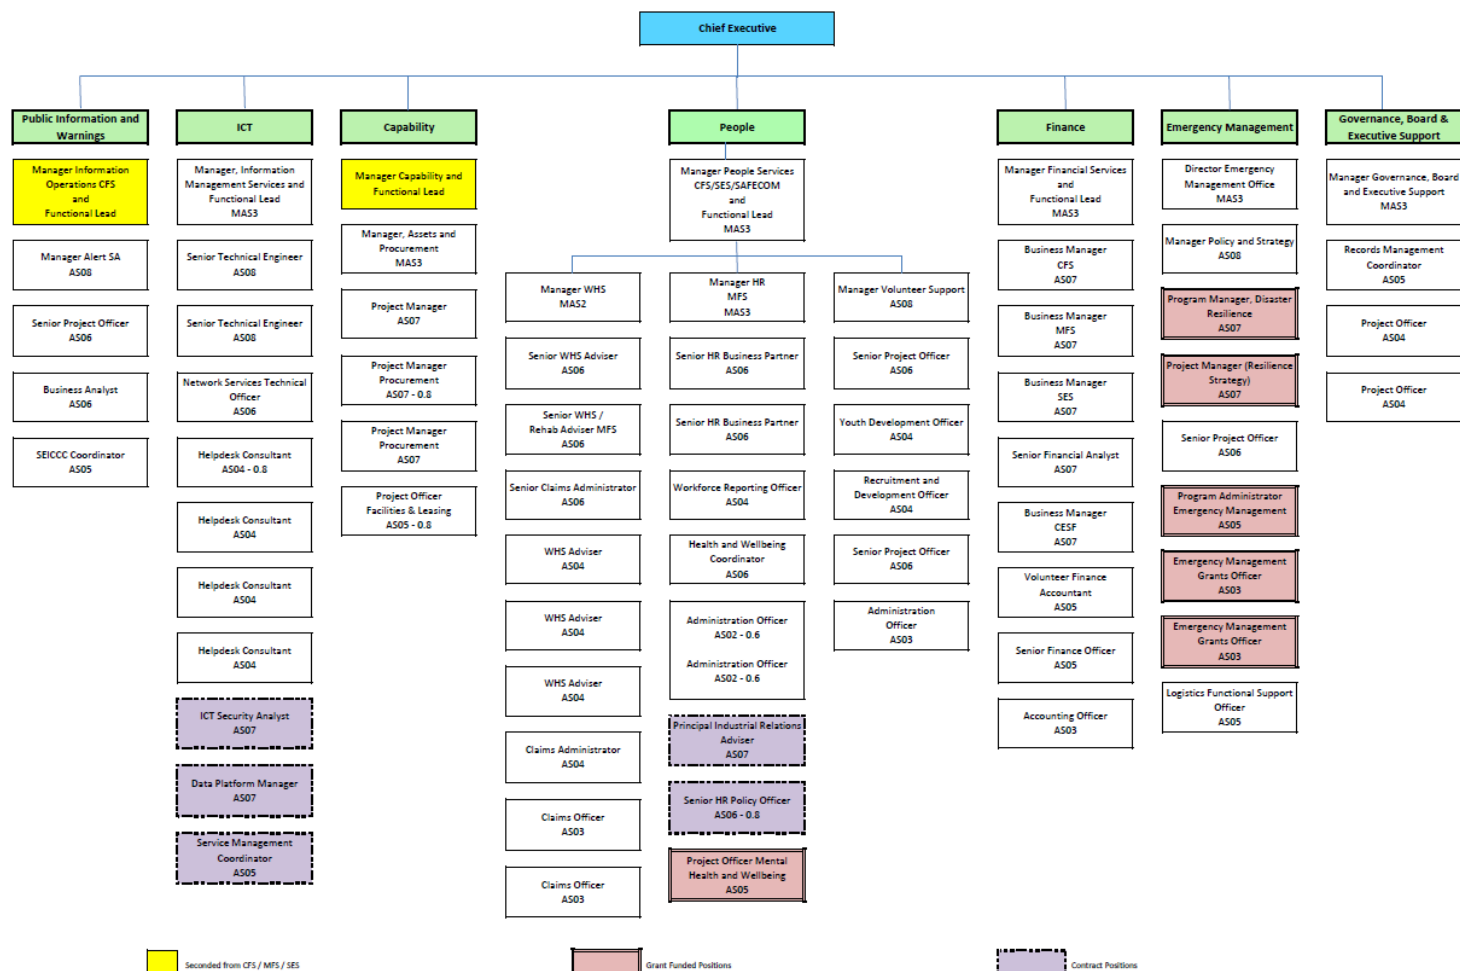 Chief Executive
Public Information and
Warnings
ICT
Capability
People
Finance
Emergency Management
Governance, Board &
Executive Support
Manager Information
Operations CFS
and
Functional Lead
Manager Alert SA
AS08
Senior Project Officer
AS06
Business Analyst
AS06
SEICCC Coordinator
AS05
Manager, Information
Management Services and
Functional Lead
MAS3
Senior Technical Engineer
AS08
Senior Technical Engineer
AS08
Network Services Technical
Officer
AS06
Helpdesk Consultant
AS04 - 0.8
Helpdesk Consultant
AS04
Helpdesk Consultant
AS04
Helpdesk Consultant
AS04
ICT Security Analyst
AS07
Data Platform Manager
AS07
Service Management
Coordinator
AS05
Manager Capability and
Functional Lead
Manager, Assets and
Procurement
MAS3
Project Manager
AS07
Project Manager
Procurement
AS07 - 0.8
Project Manager
Procurement
AS07
Project Officer
Facilities & Leasing
AS05 - 0.8
Manager People Services
CFS/SES/SAFECOM
and
Functional Lead
MAS3
Manager WHS
MAS2
Senior WHS Adviser
AS06
Senior WHS /
Rehab Adviser MFS
AS06
Senior Claims Administrator
AS06
WHS Adviser
AS04
WHS Adviser
AS04
WHS Adviser
AS04
Claims Administrator
AS04
Claims Officer
AS03
Claims Officer
AS03
Manager HR
MFS
MAS3
Senior HR Business Partner
AS06
Senior HR Business Partner
AS06
Workforce Reporting Officer
AS04
Health and Wellbeing
Coordinator
AS06
Administration Officer
AS02 - 0.6
Administration Officer
AS02 - 0.6
Principal Industrial Relations
Adviser
AS07
Senior HR Policy Officer
AS06 - 0.8
Project Officer Mental
Health and Wellbeing
AS05
Manager Volunteer Support
AS08
Senior Project Officer
AS06
Youth Development Officer
AS04
Recruitment and
Development Officer
AS04
Senior Project Officer
AS06
Administration
Officer
AS03
Manager Financial Services
and
Functional Lead
MAS3
Business Manager
CFS
AS07
Business Manager
MFS
AS07
Business Manager
SES
AS07
Senior Financial Analyst
AS07
Business Manager
CESF
AS07
Volunteer Finance
Accountant
AS05
Senior Finance Officer
AS05
Accounting Officer
AS03
Director Emergency
Management Office
MAS3
Manager Policy and Strategy
AS08
Program Manager, Disaster
Resilience
AS07
Project Manager (Resilience
Strategy)
AS07
Senior Project Officer
AS06
Program Administrator
Emergency Management
AS05
Emergency Management
Grants Officer
AS03
Emergency Management
Grants Officer
AS03
Logistics Functional Support
Officer
AS05
Manager Governance, Board
and Executive Support
MAS3
Records Management
Coordinator
AS05
Project Officer
AS04
Project Officer
AS04
Seconded from CFS / MFS / SES
Grant Funded Positions
Contract Positions